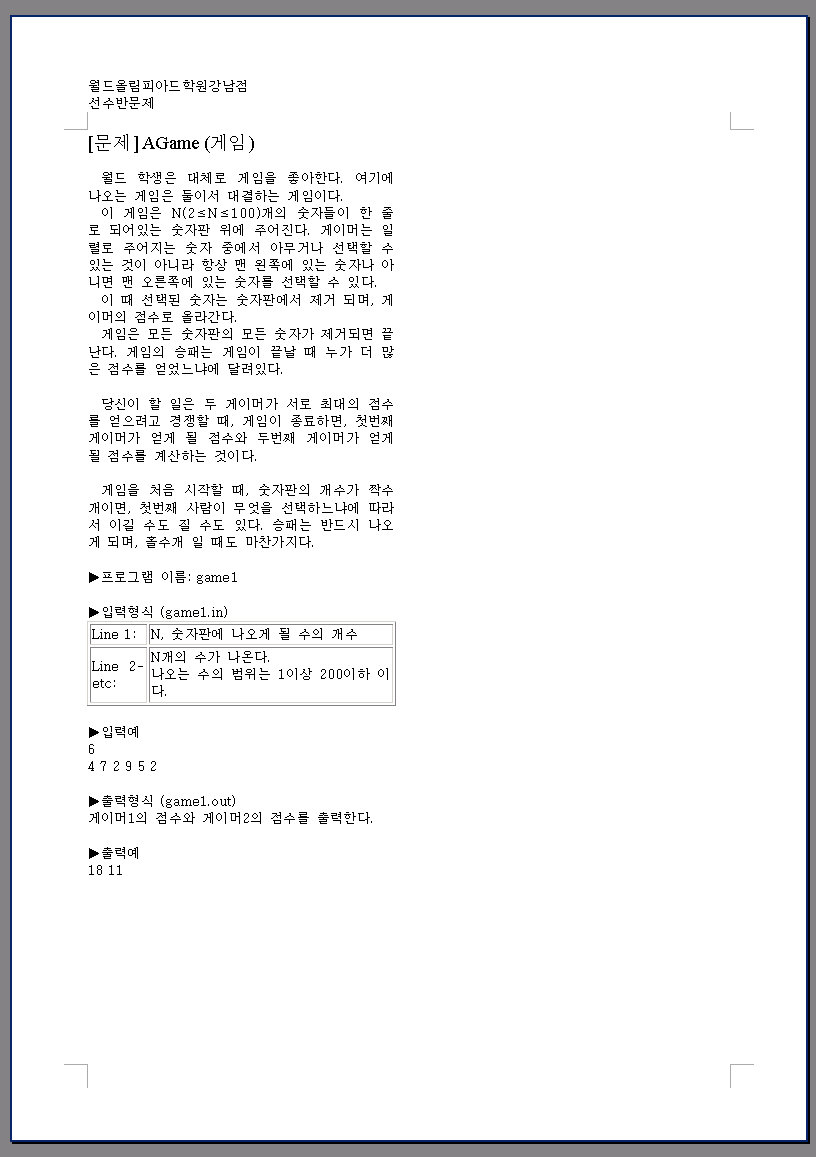 월드올림피아드학원강남점
선수반문제
[문제] AGame (게임)
월드 학생은 대체로 게임을 좋아한다. 여기에
나오는 게임은 둘이서 대결하는 게임이다.
이 게임은 N(2≤N≤100)개의 숫자들이 한 줄
로 되어있는 숫자판 위에 주어진다. 게이머는 일
렬로 주어지는 숫자 중에서 아무거나 선택할 수
있는 것이 아니라 항상 맨 왼쪽에 있는 숫자나 아
니면 맨 오른쪽에 있는 숫자를 선택할 수 있다.
이 때 선택된 숫자는 숫자판에서 제거 되며, 게
이머의 점수로 올라간다.
게임은 모든 숫자판의 모든 숫자가 제거되면 끝
난다. 게임의 승패는 게임이 끝날 때 누가 더 많
은 점수를 얻었느냐에 달려있다.
당신이 할 일은 두 게이머가 서로 최대의 점수
를 얻으려고 경쟁할 때, 게임이 종료하면, 첫번째
게이머가 얻게 될 점수와 두번째 게이머가 얻게
될 점수를 계산하는 것이다.
게임을 처음 시작할 때, 숫자판의 개수가 짝수
개이면, 첫번째 사람이 무엇을 선택하느냐에 따라
서 이길 수도 질 수도 있다. 승패는 반드시 나오
게 되며, 홀수개 일 때도 마찬가지다.
▶프로그램 이름: game1
▶입력형식 (game1.in)
Line 1: N, 숫자판에 나오게 될 수의 개수
Line 2-etc: N개의 수가 나온다.
나오는 수의 범위는 1이상 200이하 이
다.
▶입력예
6
4 7 2 9 5 2
▶출력형식 (game1.out)
게이머1의 점수와 게이머2의 점수를 출력한다.
▶출력예
18 11